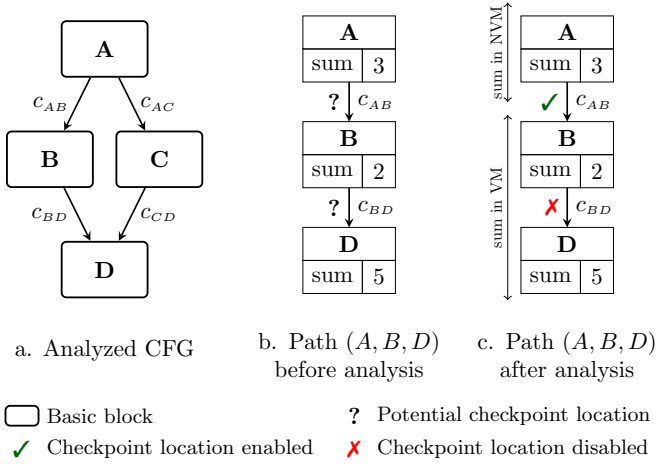 A
c_AB
c_AC
B
C
c_BD
c_CD
D
a. Analyzed CFG
A
sum 3
? c_AB
B
sum 2
? c_BD
D
sum 5
b. Path (A, B, D)
before analysis
sum in NVM
A
sum 3
✓ c_AB
sum in VM
B
sum 2
✗ c_BD
D
sum 5
c. Path (A, B, D)
after analysis
Basic block
? Potential checkpoint location
✓ Checkpoint location enabled
✗ Checkpoint location disabled